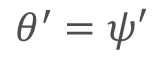 θ′ = ψ′